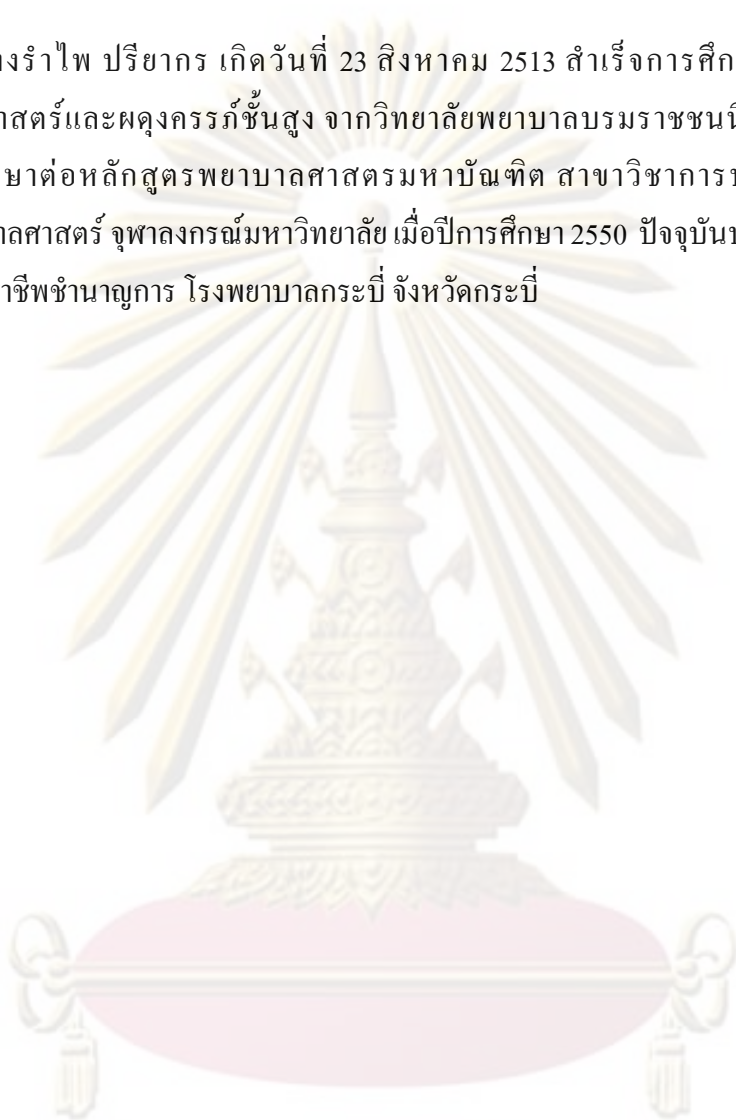 งรำไพ ปรียากร เกิดวันที่ 23 สิงหาคม 2513 สำเร็จการศึก
าศาสตร์และผดุงครรภ์ชั้นสูง จากวิทยาลัยพยาบาลบรมราชชนนี
ษาต่อหลักสูตรพยาบาลศาสตรมหาบัณฑิต สาขาวิชาการ
าลศาสตร์ จุฬาลงกรณ์มหาวิทยาลัย เมื่อปีการศึกษา 2550 ปัจจุบัน
าชีพชำนาญการ โรงพยาบาลกระบี่ จังหวัดกระบี่